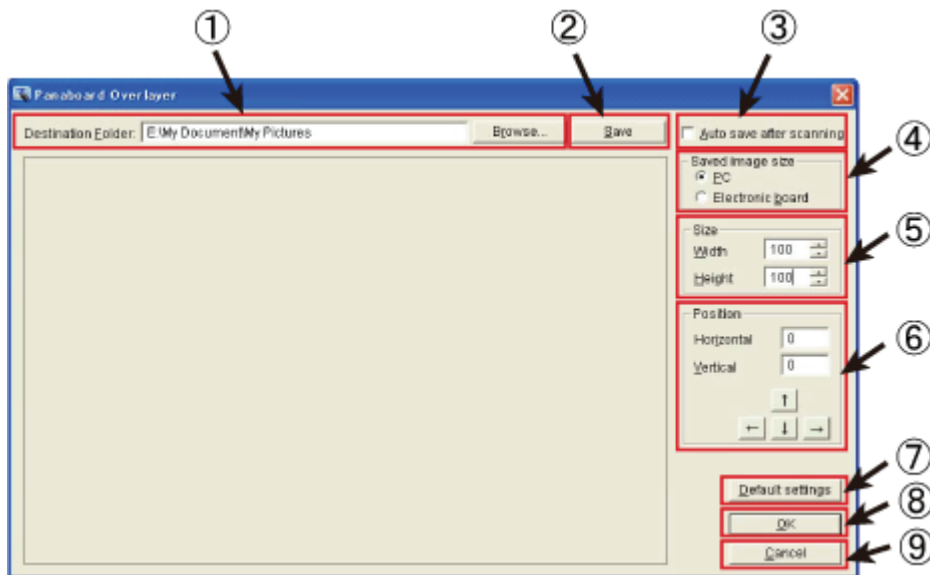 ① ② ③
Panaboard Overlayer
Destination Folder: E:\My Document\My Pictures Browse... Save Auto save after scanning
④
Saved image size
PC
Electronic board
⑤
Size
Width 100
Height 100
Position
Horizontal 0
⑥
Vertical 0
↑
← ↓ →
⑦
Default settings
⑧
OK
⑨
Cancel